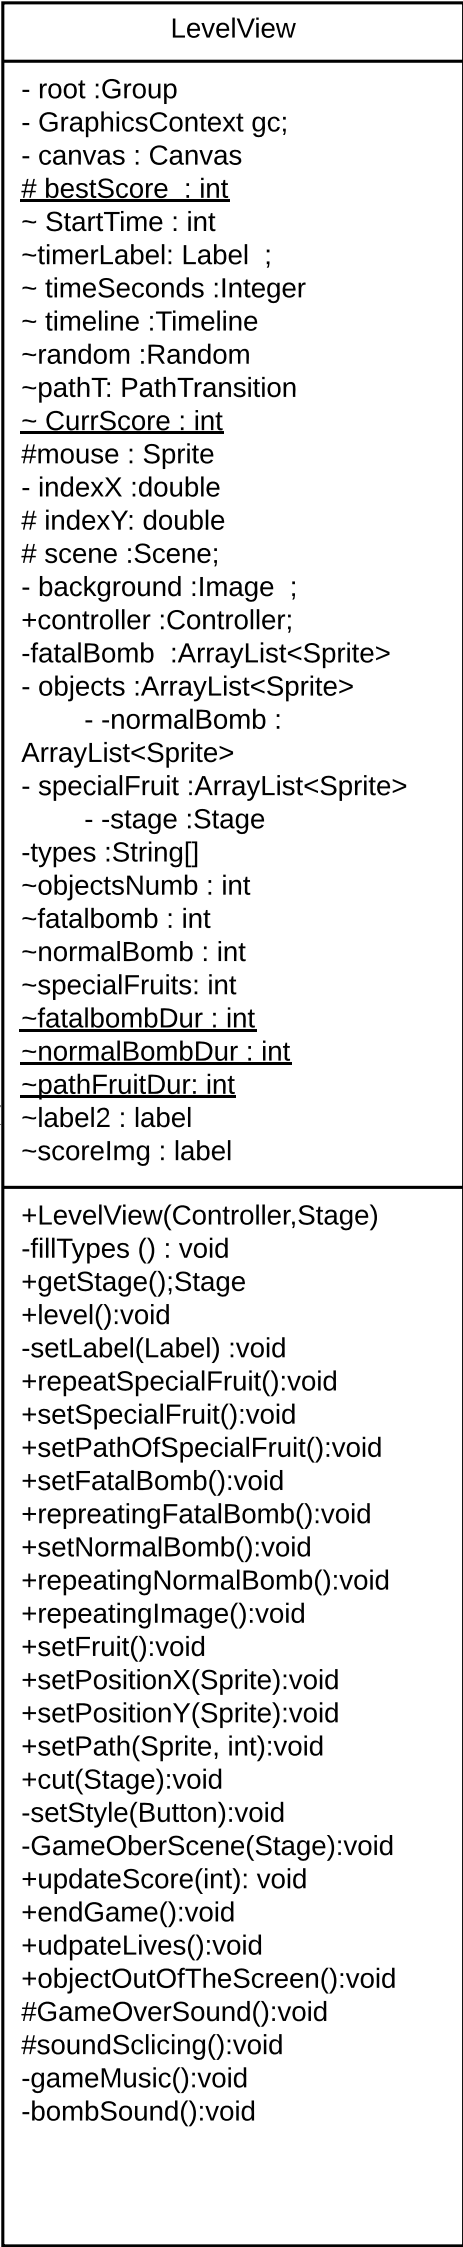 LevelView
- root :Group
- GraphicsContext gc;
- canvas : Canvas
# bestScore  : int
~ StartTime : int
~timerLabel: Label  ;
~ timeSeconds :Integer
~ timeline :Timeline
~random :Random
~pathT: PathTransition
~ CurrScore : int
#mouse : Sprite
- indexX :double
# indexY: double
# scene :Scene;
- background :Image  ;
+controller :Controller;
-fatalBomb  :ArrayList<Sprite>
- objects :ArrayList<Sprite>
- -normalBomb :
ArrayList<Sprite>
- specialFruit :ArrayList<Sprite>
- -stage :Stage
-types :String[]
~objectsNumb : int
~fatalbomb : int
~normalBomb : int
~specialFruits: int
~fatalbombDur : int
~normalBombDur : int
~pathFruitDur: int
~label2 : label
~scoreImg : label
+LevelView(Controller,Stage)
-fillTypes () : void
+getStage();Stage
+level():void
-setLabel(Label) :void
+repeatSpecialFruit():void
+setSpecialFruit():void
+setPathOfSpecialFruit():void
+setFatalBomb():void
+repreatingFatalBomb():void
+setNormalBomb():void
+repeatingNormalBomb():void
+repeatingImage():void
+setFruit():void
+setPositionX(Sprite):void
+setPositionY(Sprite):void
+setPath(Sprite, int):void
+cut(Stage):void
-setStyle(Button):void
-GameOberScene(Stage):void
+updateScore(int): void
+endGame():void
+udpateLives():void
+objectOutOfTheScreen():void
#GameOverSound():void
#soundSclicing():void
-gameMusic():void
-bombSound():void